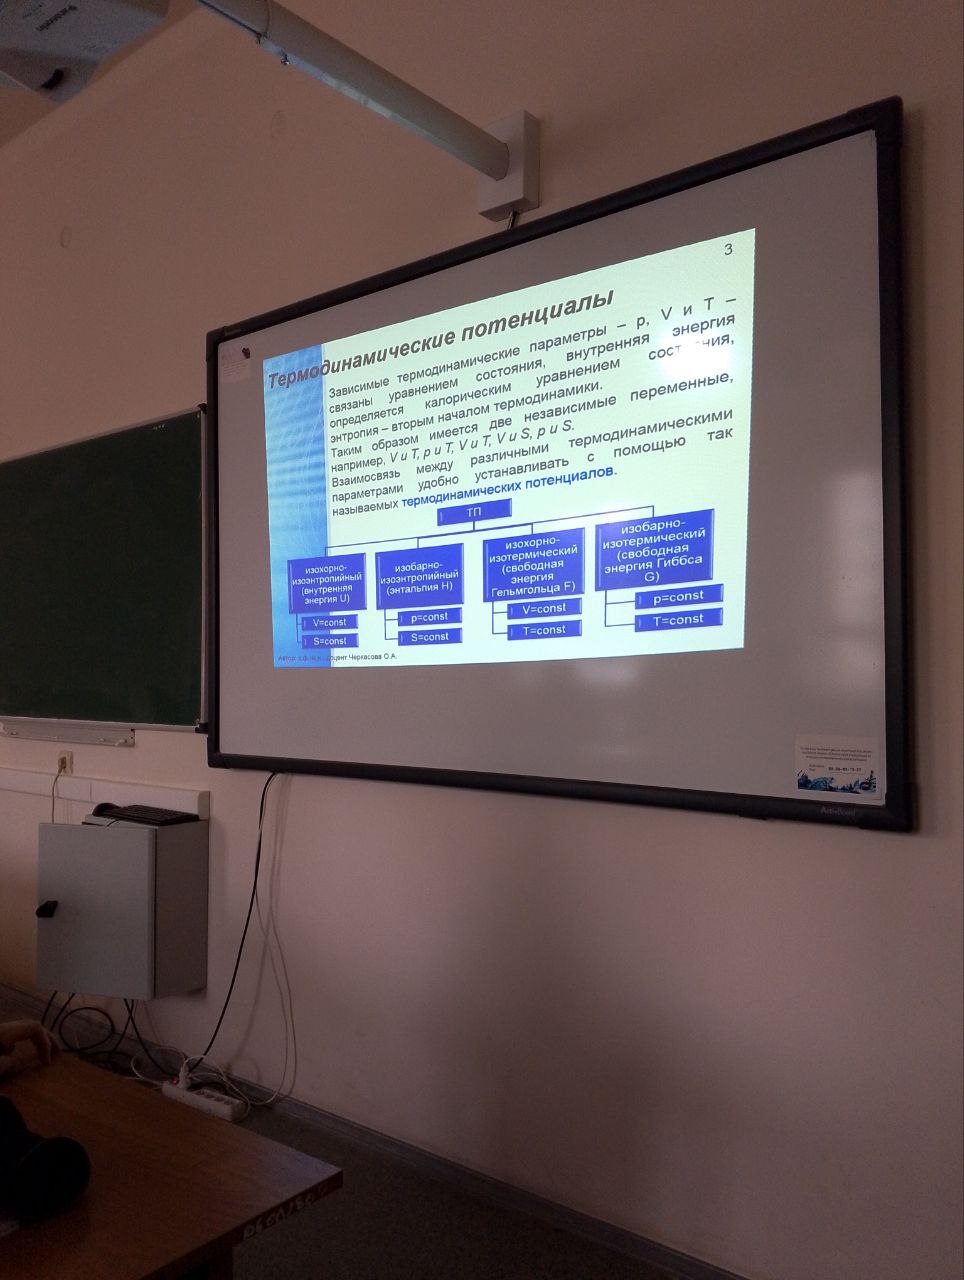 Panasonic
3
Термодинамические потенциалы
Зависимые термодинамические параметры – p, V и T –
связаны уравнением состояния, внутренняя энергия
определяется калорическим уравнением состояния,
энтропия – вторым началом термодинамики.
Таким образом имеется две независимые переменные,
например, V и T, p и T, V и T, V и S, p и S.
Взаимосвязь между различными термодинамическими
параметрами удобно устанавливать с помощью так
называемых термодинамических потенциалов.
ТП
изохорно-
изоэнтропийный
(внутренняя
энергия U)
V=const
S=const
изобарно-
изоэнтропийный
(энтальпия H)
p=const
S=const
изохорно-
изотермический
(свободная
энергия
Гельмгольца F)
V=const
T=const
изобарно-
изотермический
(свободная
энергия Гиббса
G)
p=const
T=const
Автор: доцент Черкасова О.А.
ActivBoard